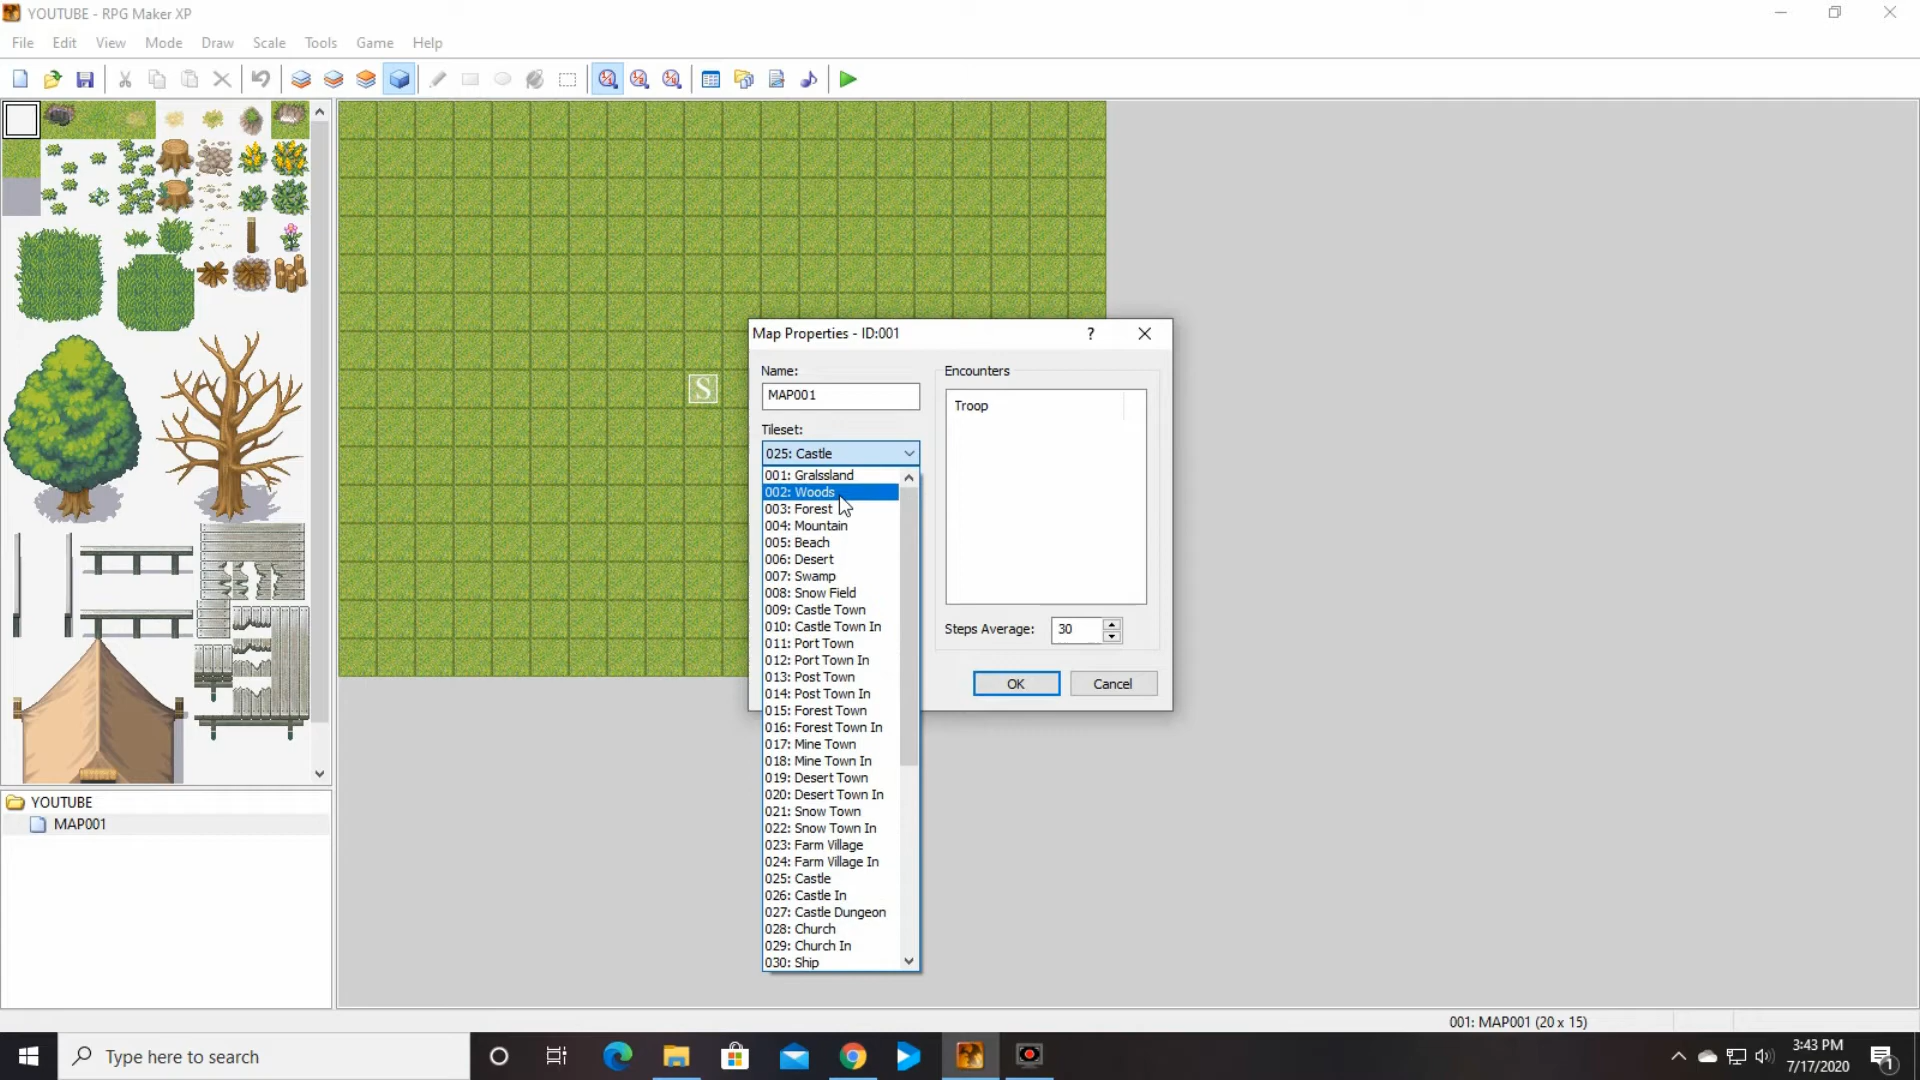 YOUTUBE - RPG Maker XP
File Edit View Mode Draw Scale Tools Game Help
S
Map Properties - ID:001
?
Name:
MAP001
Tileset:
025: Castle
001: Gralssland
002: Woods
003: Forest
004: Mountain
005: Beach
006: Desert
007: Swamp
008: Snow Field
009: Castle Town
010: Castle Town In
011: Port Town
012: Port Town In
013: Post Town
014: Post Town In
015: Forest Town
016: Forest Town In
017: Mine Town
018: Mine Town In
019: Desert Town
020: Desert Town In
021: Snow Town
022: Snow Town In
023: Farm Village
024: Farm Village In
025: Castle
026: Castle In
027: Castle Dungeon
028: Church
029: Church In
030: Ship
Encounters
Troop
Steps Average: 30
OK Cancel
YOUTUBE
MAP001
001: MAP001 (20 x 15)
Type here to search
3:43 PM
7/17/2020
1